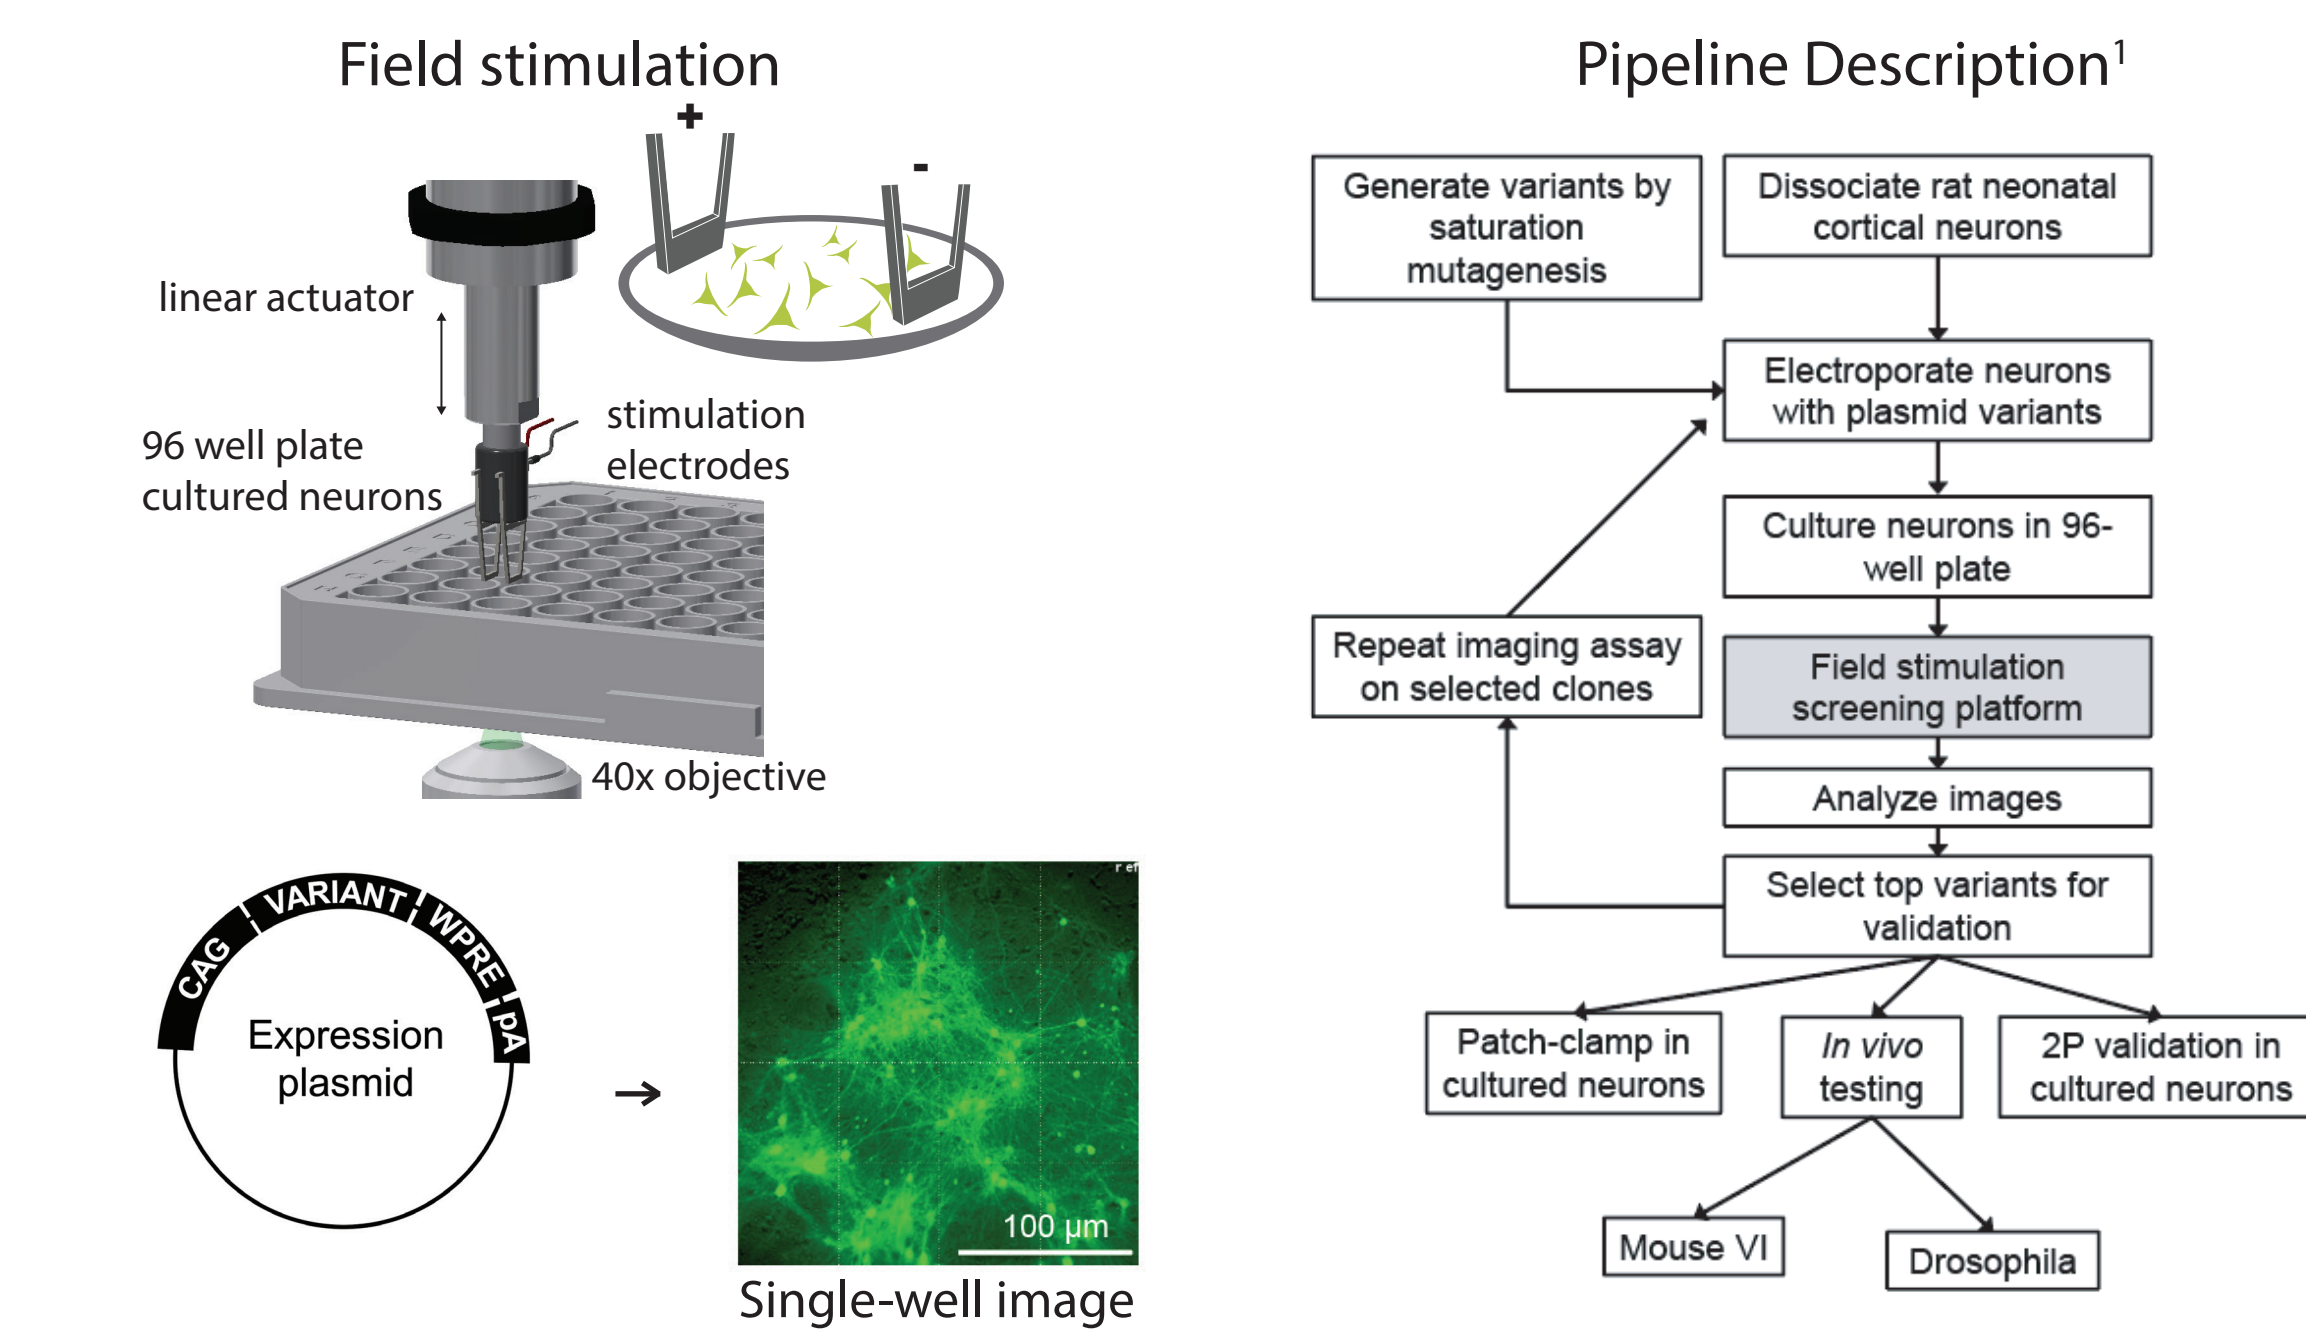 Field stimulation
+
-
linear actuator
stimulation
electrodes
96 well plate
cultured neurons
40x objective
CAG
VARIANT
WPRE
pA
Expression
plasmid
→
ref
100 µm
Single-well image
Pipeline Description¹
Generate variants by
saturation
mutagenesis
Dissociate rat neonatal
cortical neurons
Electroporate neurons
with plasmid variants
Culture neurons in 96-
well plate
Repeat imaging assay
on selected clones
Field stimulation
screening platform
Analyze images
Select top variants for
validation
Patch-clamp in
cultured neurons
In vivo
testing
2P validation in
cultured neurons
Mouse VI
Drosophila